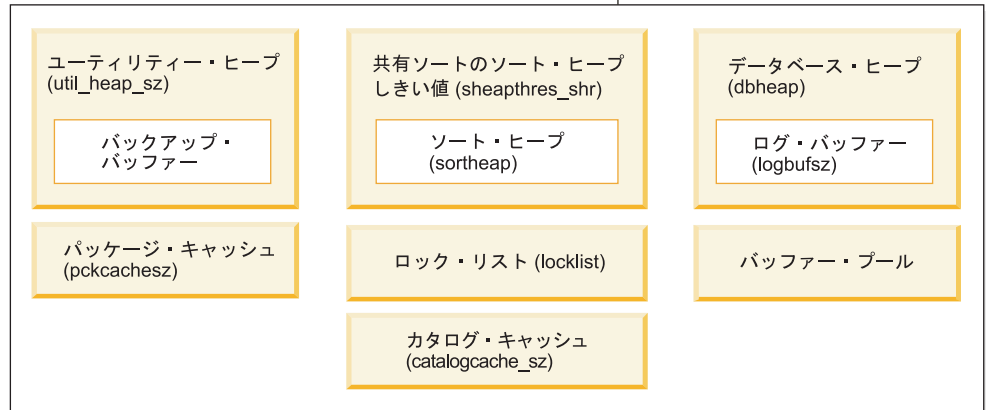 ユーティリティー・ヒープ
(util_heap_sz)
バックアップ・
バッファー
共有ソートのソート・ヒープ
しきい値 (sheapthres_shr)
ソート・ヒープ
(sortheap)
データベース・ヒープ
(dbheap)
ログ・バッファー
(logbufsz)
パッケージ・キャッシュ
(pckcachesz)
ロック・リスト (locklist)
バッファー・プール
カタログ・キャッシュ
(catalogcache_sz)